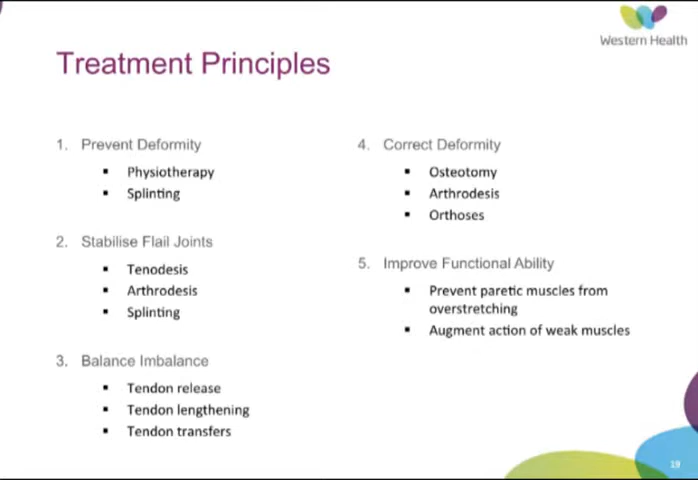 Western Health
Treatment Principles
1. Prevent Deformity
▪ Physiotherapy
▪ Splinting
2. Stabilise Flail Joints
▪ Tenodesis
▪ Arthrodesis
▪ Splinting
3. Balance Imbalance
▪ Tendon release
▪ Tendon lengthening
▪ Tendon transfers
4. Correct Deformity
▪ Osteotomy
▪ Arthrodesis
▪ Orthoses
5. Improve Functional Ability
▪ Prevent paretic muscles from
overstretching
▪ Augment action of weak muscles
19